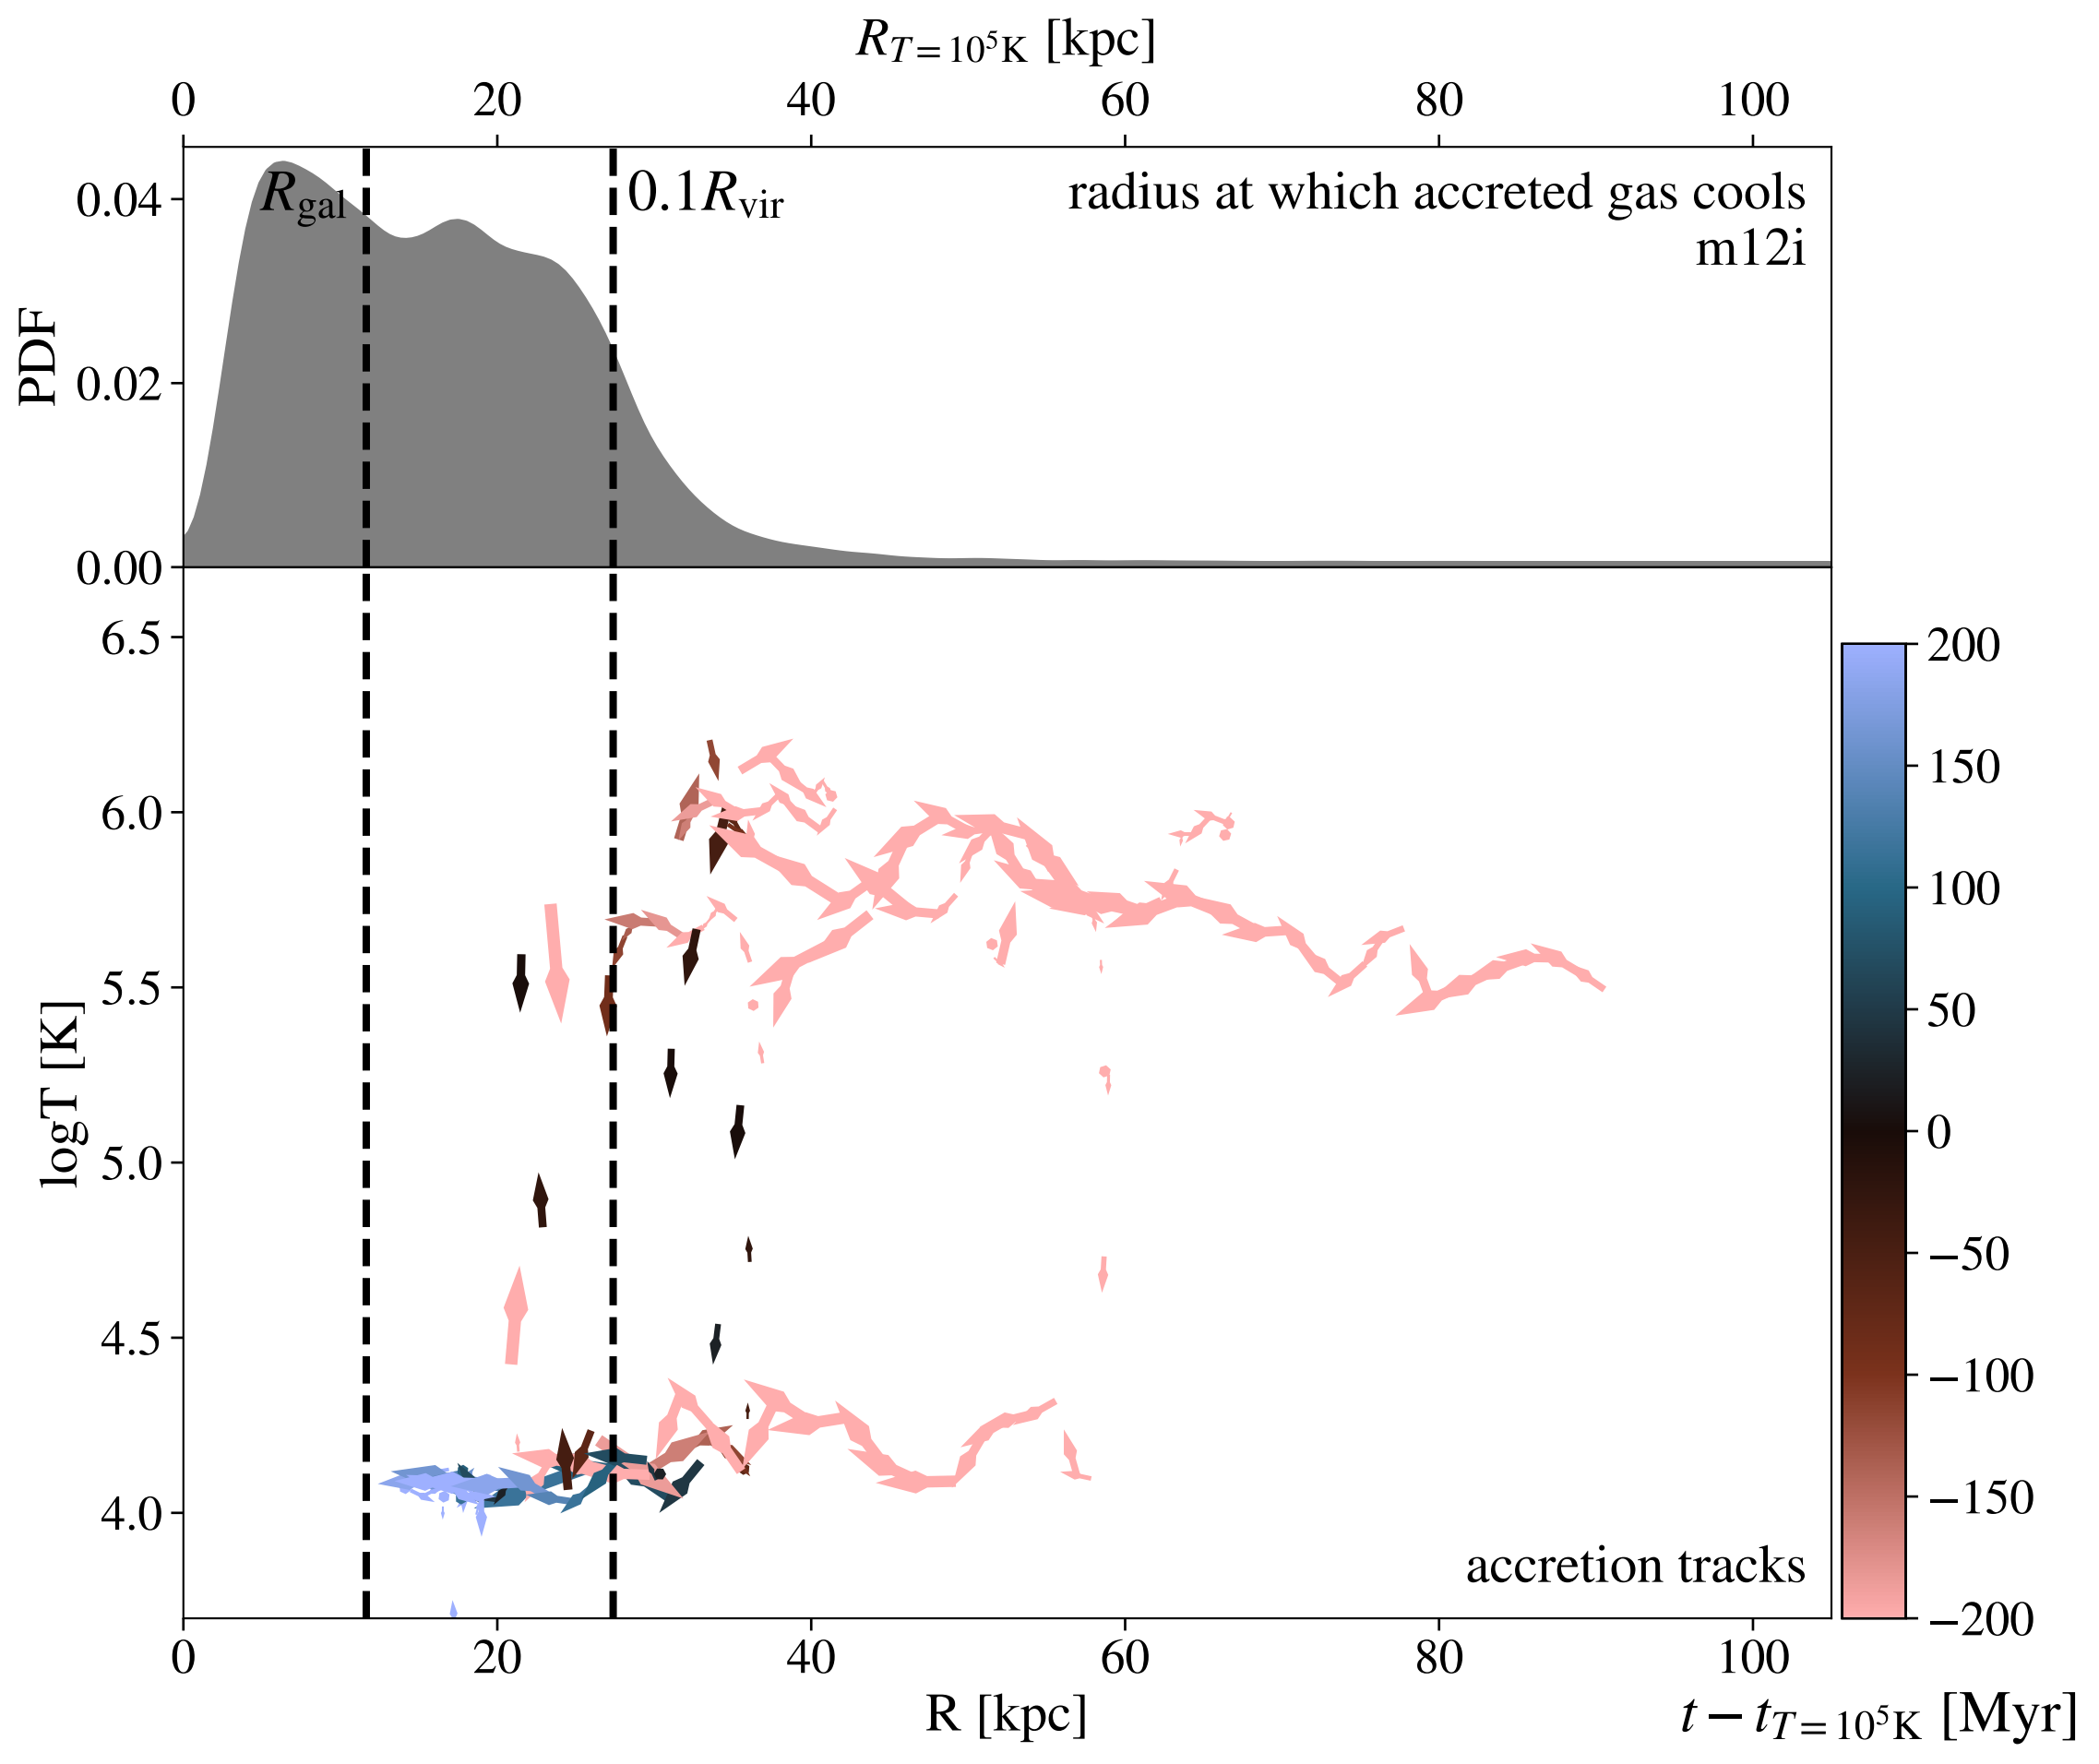 R_{T=10^5K} [kpc]
0 20 40 60 80 100
R_gal 0.1R_vir radius at which accreted gas cools
m12i
PDF
0.04
0.02
0.00
logT [K]
6.5
6.0
5.5
5.0
4.5
4.0
accretion tracks
0 20 40 60 80 100
R [kpc]
200
150
100
50
0
−50
−100
−150
−200
t − t_{T=10^5K} [Myr]